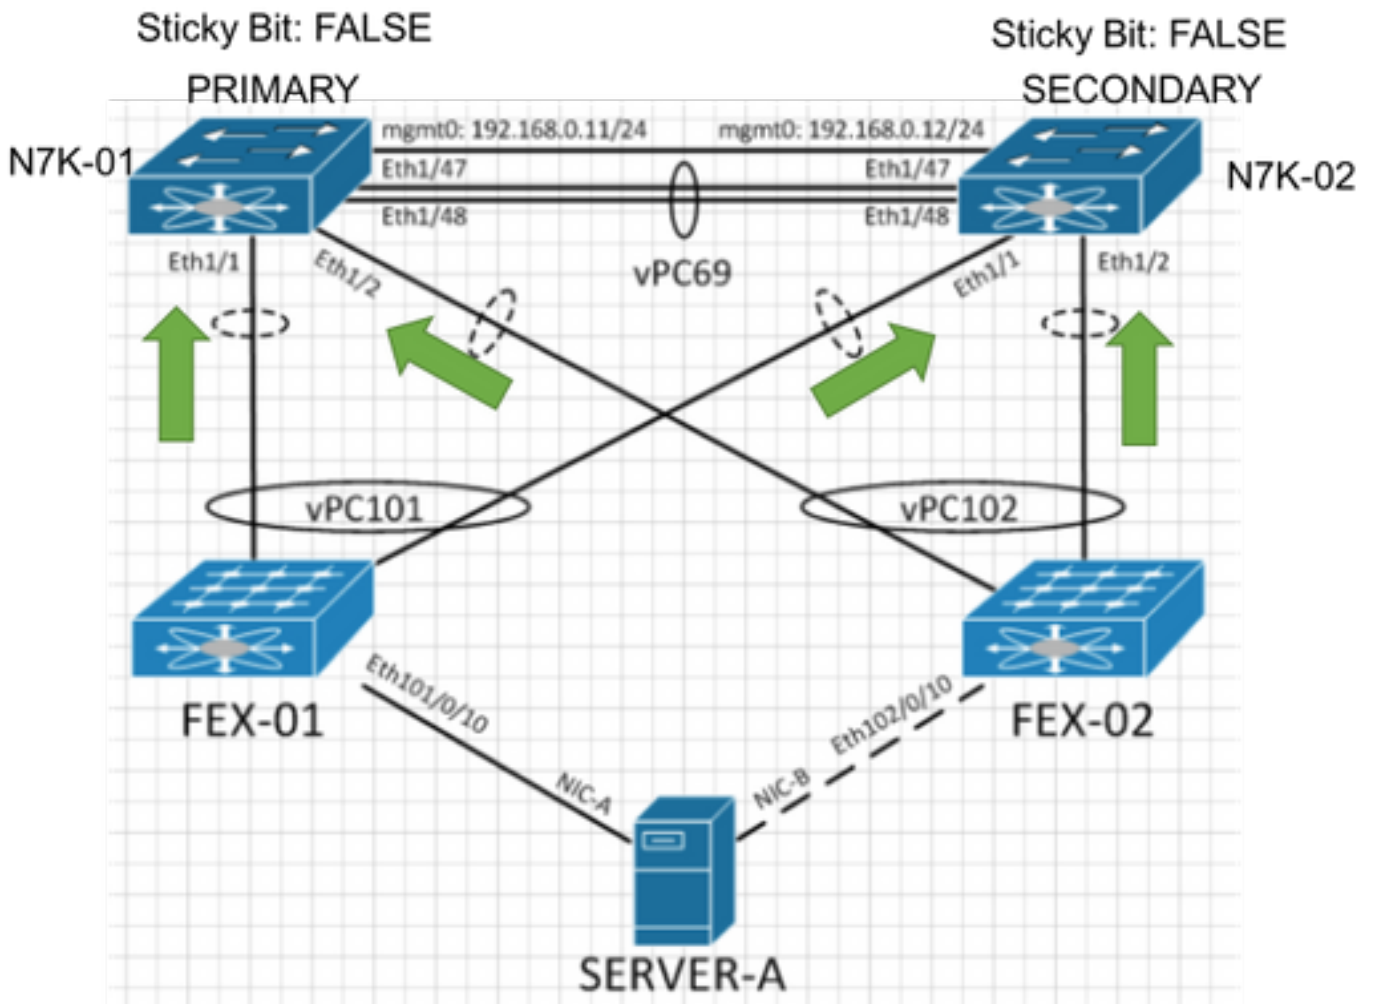 Sticky Bit: FALSE
Sticky Bit: FALSE
PRIMARY
SECONDARY
mgmt0: 192.168.0.11/24
mgmt0: 192.168.0.12/24
N7K-01
N7K-02
Eth1/47
Eth1/47
Eth1/48
Eth1/48
Eth1/1
Eth1/2
vPC69
Eth1/1
Eth1/2
vPC101
vPC102
Eth101/0/10
Eth102/0/10
FEX-01
FEX-02
NIC-A
NIC-B
SERVER-A